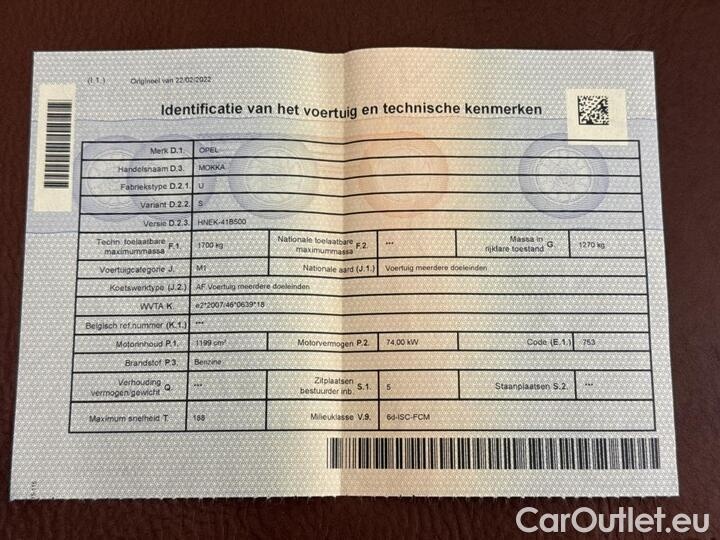 (I.1.) Origineel van 22/02/2022
Identificatie van het voertuig en technische kenmerken
Merk D.1. OPEL
Handelsnaam D.3. MOKKA
Fabriekstype D.2.1. U
Variant D.2.2. S
Versie D.2.3. HNEK-41B500
Techn. toelaatbare maximummassa F.1. 1700 kg Nationale toelaatbare maximummassa F.2. *** Massa in rijklare toestand G. 1270 kg
Voertuigcategorie J. M1 Nationale aard (J.1.) Voertuig meerdere doeleinden
Koetswerktype (J.2.) AF Voertuig meerdere doeleinden
WVTA K. e2*2007/46*0639*18
Belgisch ref.nummer (K.1.) ***
Motorinhoud P.1. 1199 cm³ Motorvermogen P.2. 74.00 kW Code (E.1.) 753
Brandstof P.3. Benzine
Verhouding vermogen/gewicht Q. *** Zitplaatsen bestuurder inb. S.1. 5 Staanplaatsen S.2. ***
Maximum snelheid T. 188 Milieuklasse V.9. 6d-ISC-FCM
CarOutlet.eu